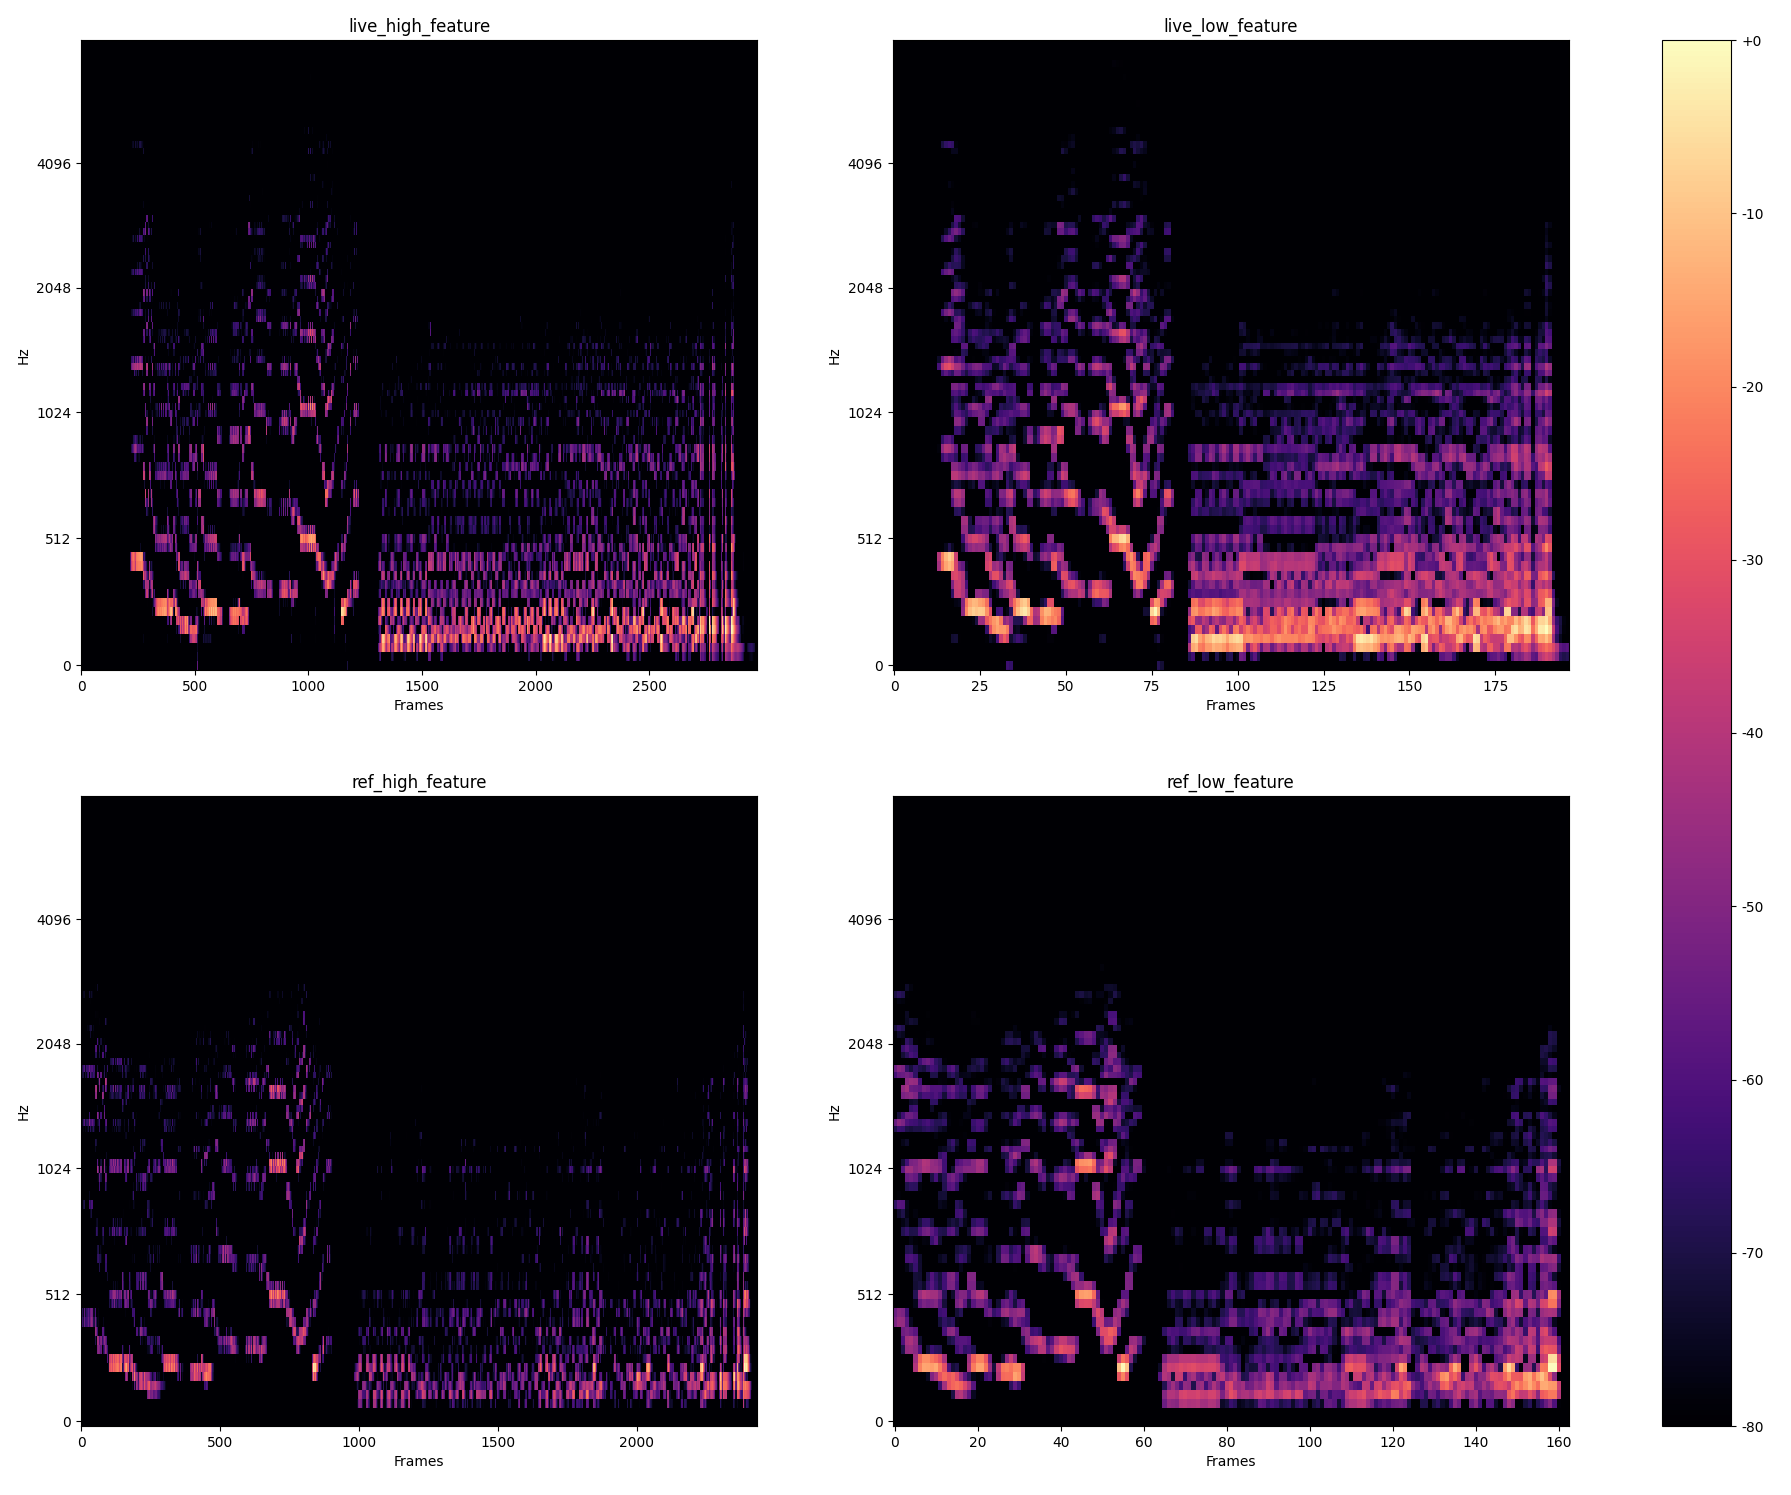 live_high_feature
Hz
4096
2048
1024
512
0
0 500 1000 1500 2000 2500
Frames
live_low_feature
Hz
4096
2048
1024
512
0
0 25 50 75 100 125 150 175
Frames
+0
-10
-20
-30
-40
-50
-60
-70
-80
ref_high_feature
Hz
4096
2048
1024
512
0
0 500 1000 1500 2000
Frames
ref_low_feature
Hz
4096
2048
1024
512
0
0 20 40 60 80 100 120 140 160
Frames